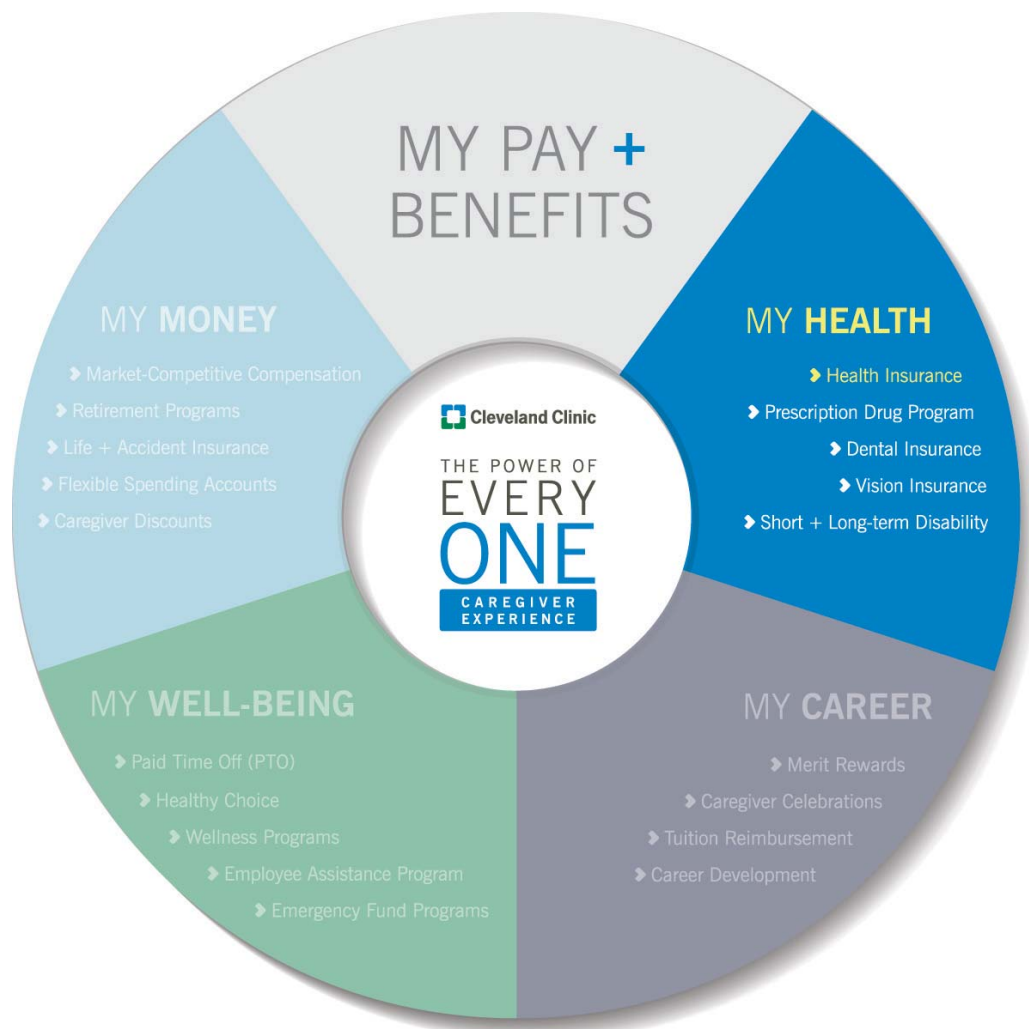 MY PAY +
BENEFITS
MY MONEY
❯ Market-Competitive Compensation
❯ Retirement Programs
❯ Life + Accident Insurance
❯ Flexible Spending Accounts
❯ Caregiver Discounts
MY HEALTH
❯ Health Insurance
❯ Prescription Drug Program
❯ Dental Insurance
❯ Vision Insurance
❯ Short + Long-term Disability
Cleveland Clinic
THE POWER OF
EVERY
ONE
CAREGIVER
EXPERIENCE
MY WELL-BEING
❯ Paid Time Off (PTO)
❯ Healthy Choice
❯ Wellness Programs
❯ Employee Assistance Program
❯ Emergency Fund Programs
MY CAREER
❯ Merit Rewards
❯ Caregiver Celebrations
❯ Tuition Reimbursement
❯ Career Development